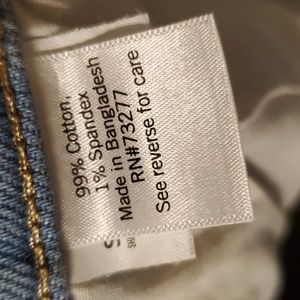 99% Cotton,
1% Spandex
Made in Bangladesh
RN#73277
See reverse for care